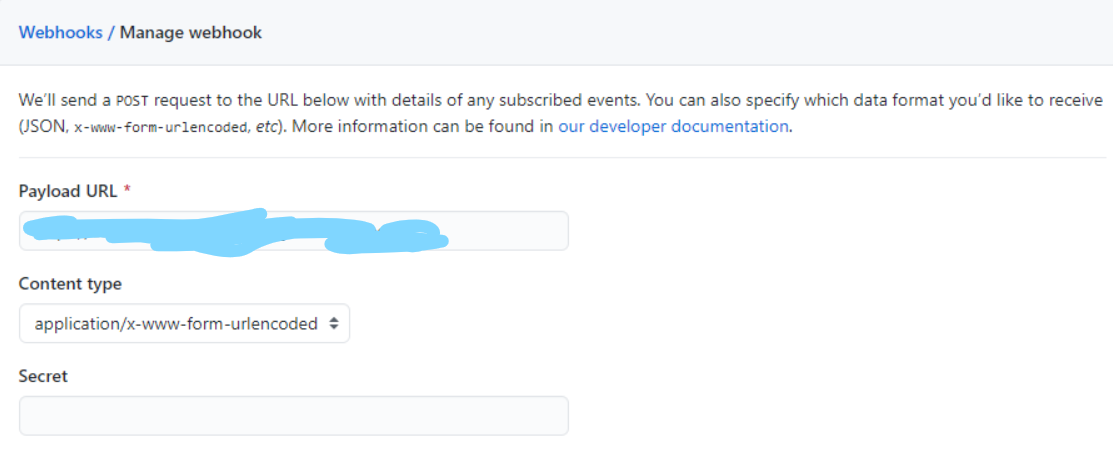 Webhooks / Manage webhook
We'll send a POST request to the URL below with details of any subscribed events. You can also specify which data format you'd like to receive
(JSON, x-www-form-urlencoded, etc). More information can be found in our developer documentation.
Payload URL *
Content type
application/x-www-form-urlencoded
Secret